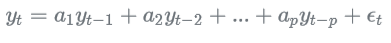 y_t = a_1y_{t-1} + a_2y_{t-2} + ... + a_py_{t-p} + ϵ_t